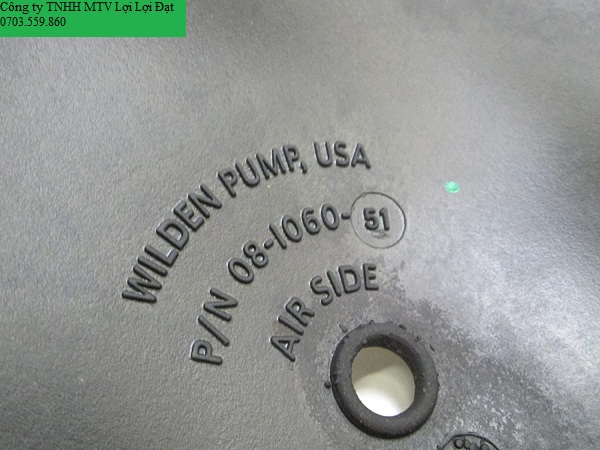 Công ty TNHH MTV Lợi Lợi Đạt
0703.559.860
WILDEN PUMP, USA
P/N 08-1060-51
AIR SIDE